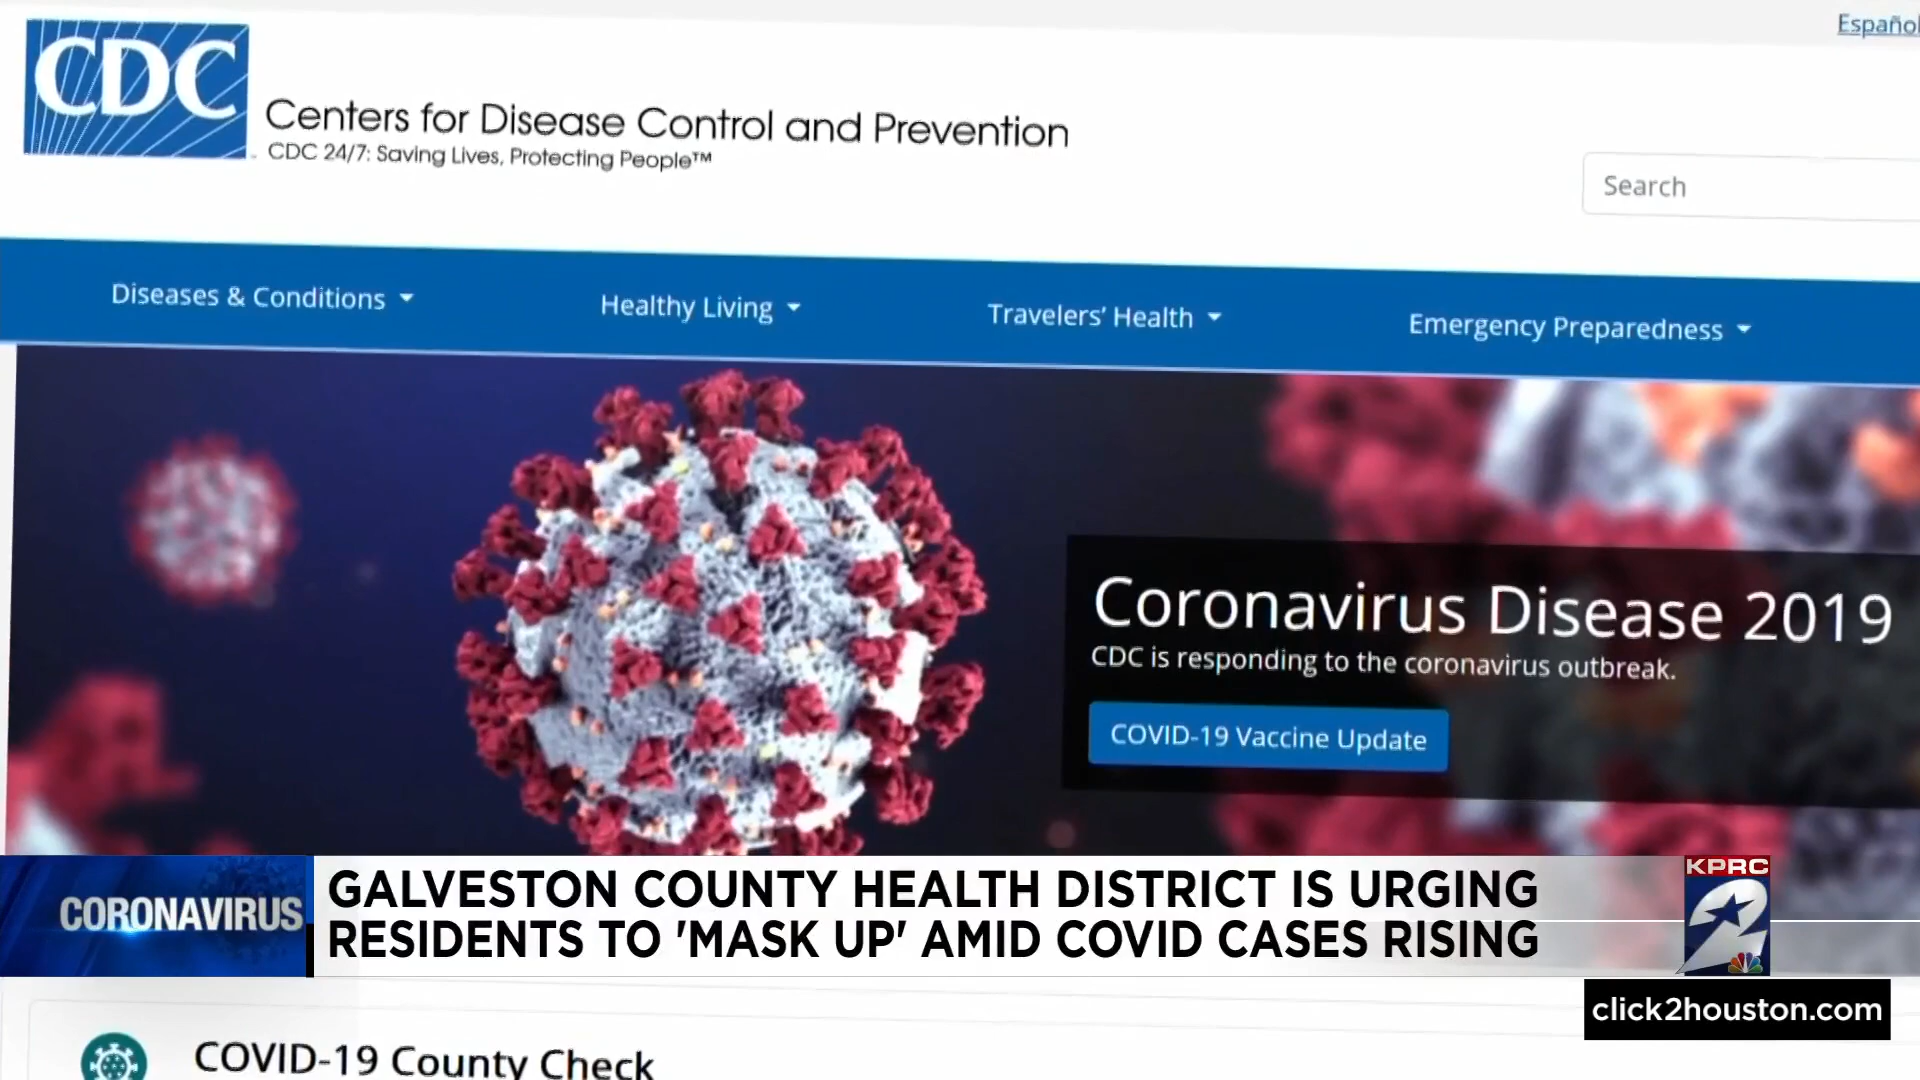 Español
CDC
Centers for Disease Control and Prevention
CDC 24/7: Saving Lives, Protecting People™
Search
Diseases & Conditions
Healthy Living
Travelers' Health
Emergency Preparedness
Coronavirus Disease 2019
CDC is responding to the coronavirus outbreak.
COVID-19 Vaccine Update
CORONAVIRUS
GALVESTON COUNTY HEALTH DISTRICT IS URGING
RESIDENTS TO 'MASK UP' AMID COVID CASES RISING
KPRC
2
click2houston.com
COVID-19 County Check